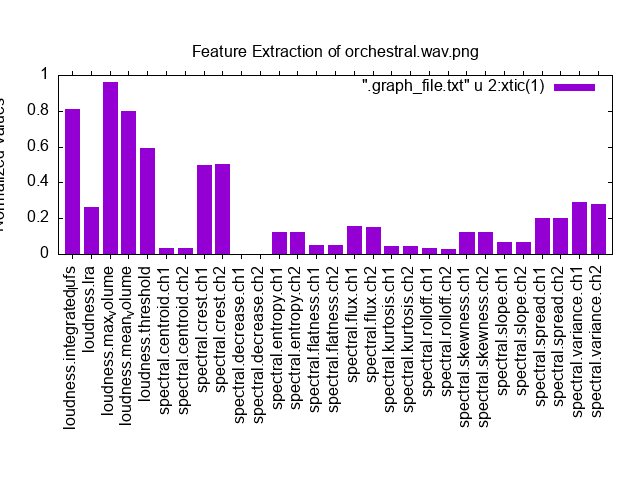 Feature Extraction of orchestral.wav.png
Normalized Values
".graph_file.txt" u 2:xtic(1)
1
0.8
0.6
0.4
0.2
0
loudness.integratedlufs
loudness.lra
loudness.maxvolume
loudness.meanvolume
loudness.threshold
spectral.centroid.ch1
spectral.centroid.ch2
spectral.crest.ch1
spectral.crest.ch2
spectral.decrease.ch1
spectral.decrease.ch2
spectral.entropy.ch1
spectral.entropy.ch2
spectral.flatness.ch1
spectral.flatness.ch2
spectral.flux.ch1
spectral.flux.ch2
spectral.kurtosis.ch1
spectral.kurtosis.ch2
spectral.rolloff.ch1
spectral.rolloff.ch2
spectral.skewness.ch1
spectral.skewness.ch2
spectral.slope.ch1
spectral.slope.ch2
spectral.spread.ch1
spectral.spread.ch2
spectral.variance.ch1
spectral.variance.ch2